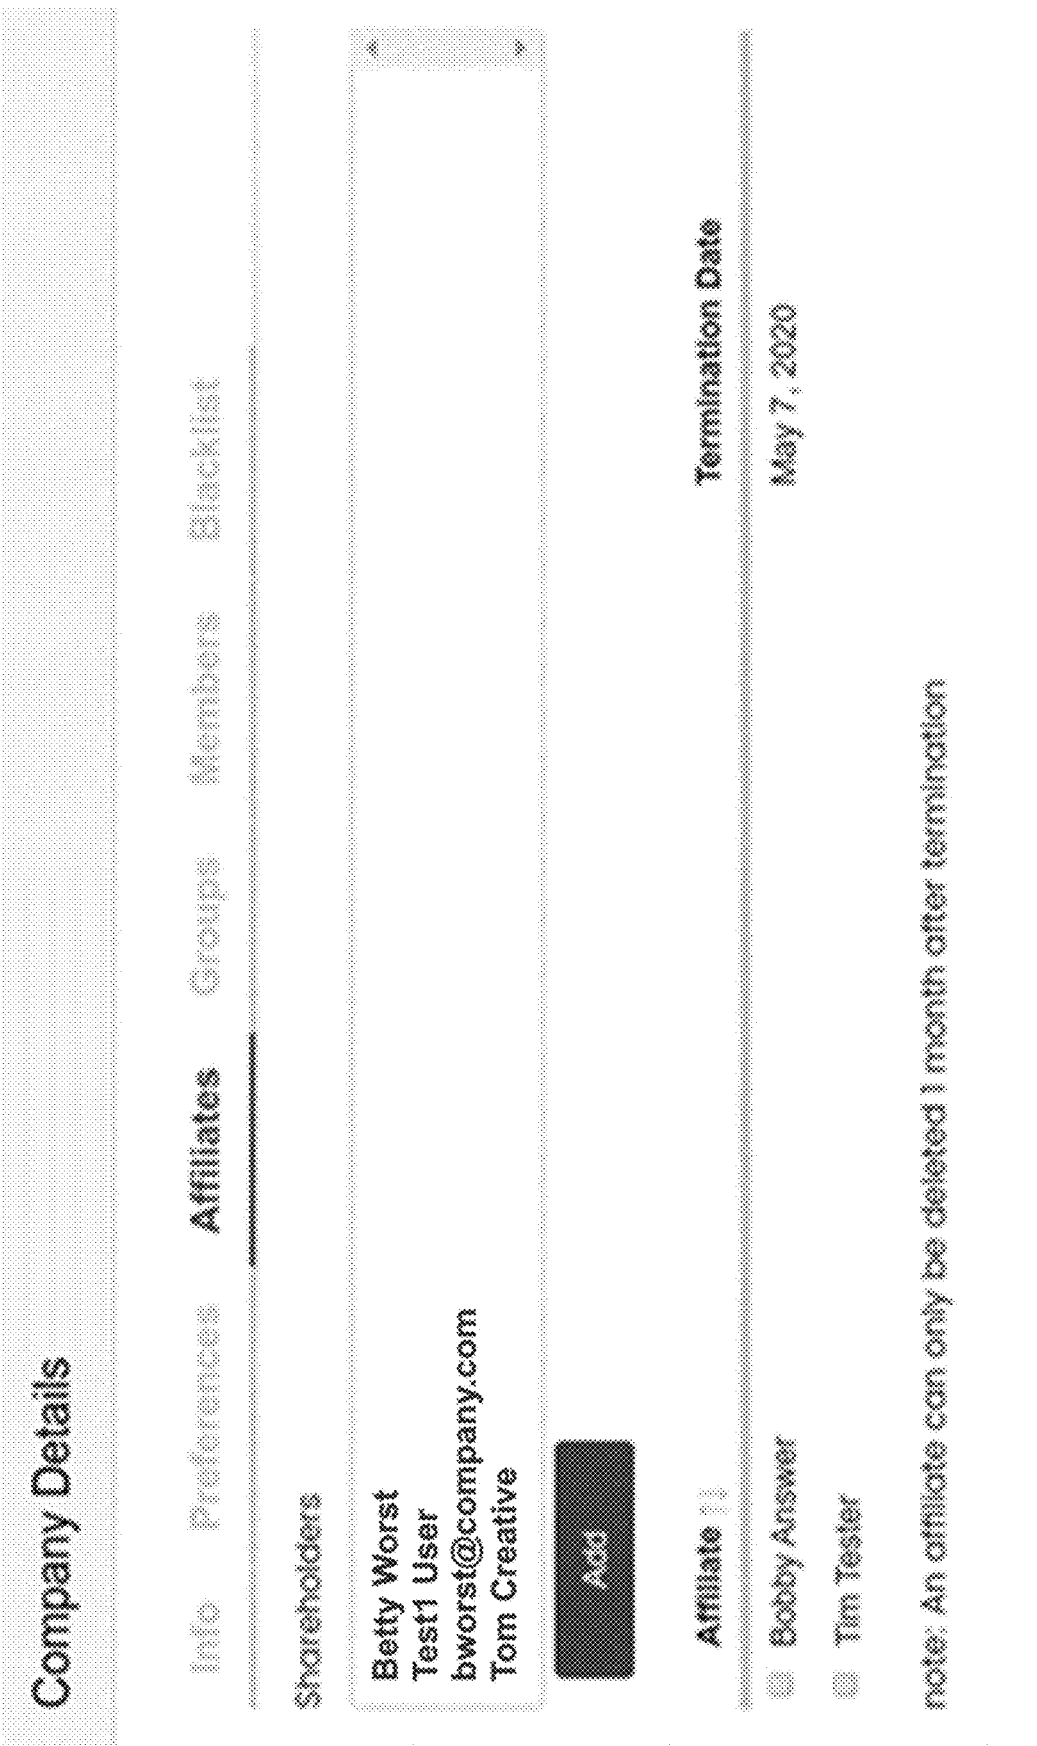 Company Details
Info Preferences Affiliates Groups Members Blacklist
Shareholders
Betty Worst
Test1 User
bworst@company.com
Tom Creative
Add
Affiliate Termination Date
Bobby Answer May 7, 2020
Tim Tester
note: An affiliate can only be deleted 1 month after termination